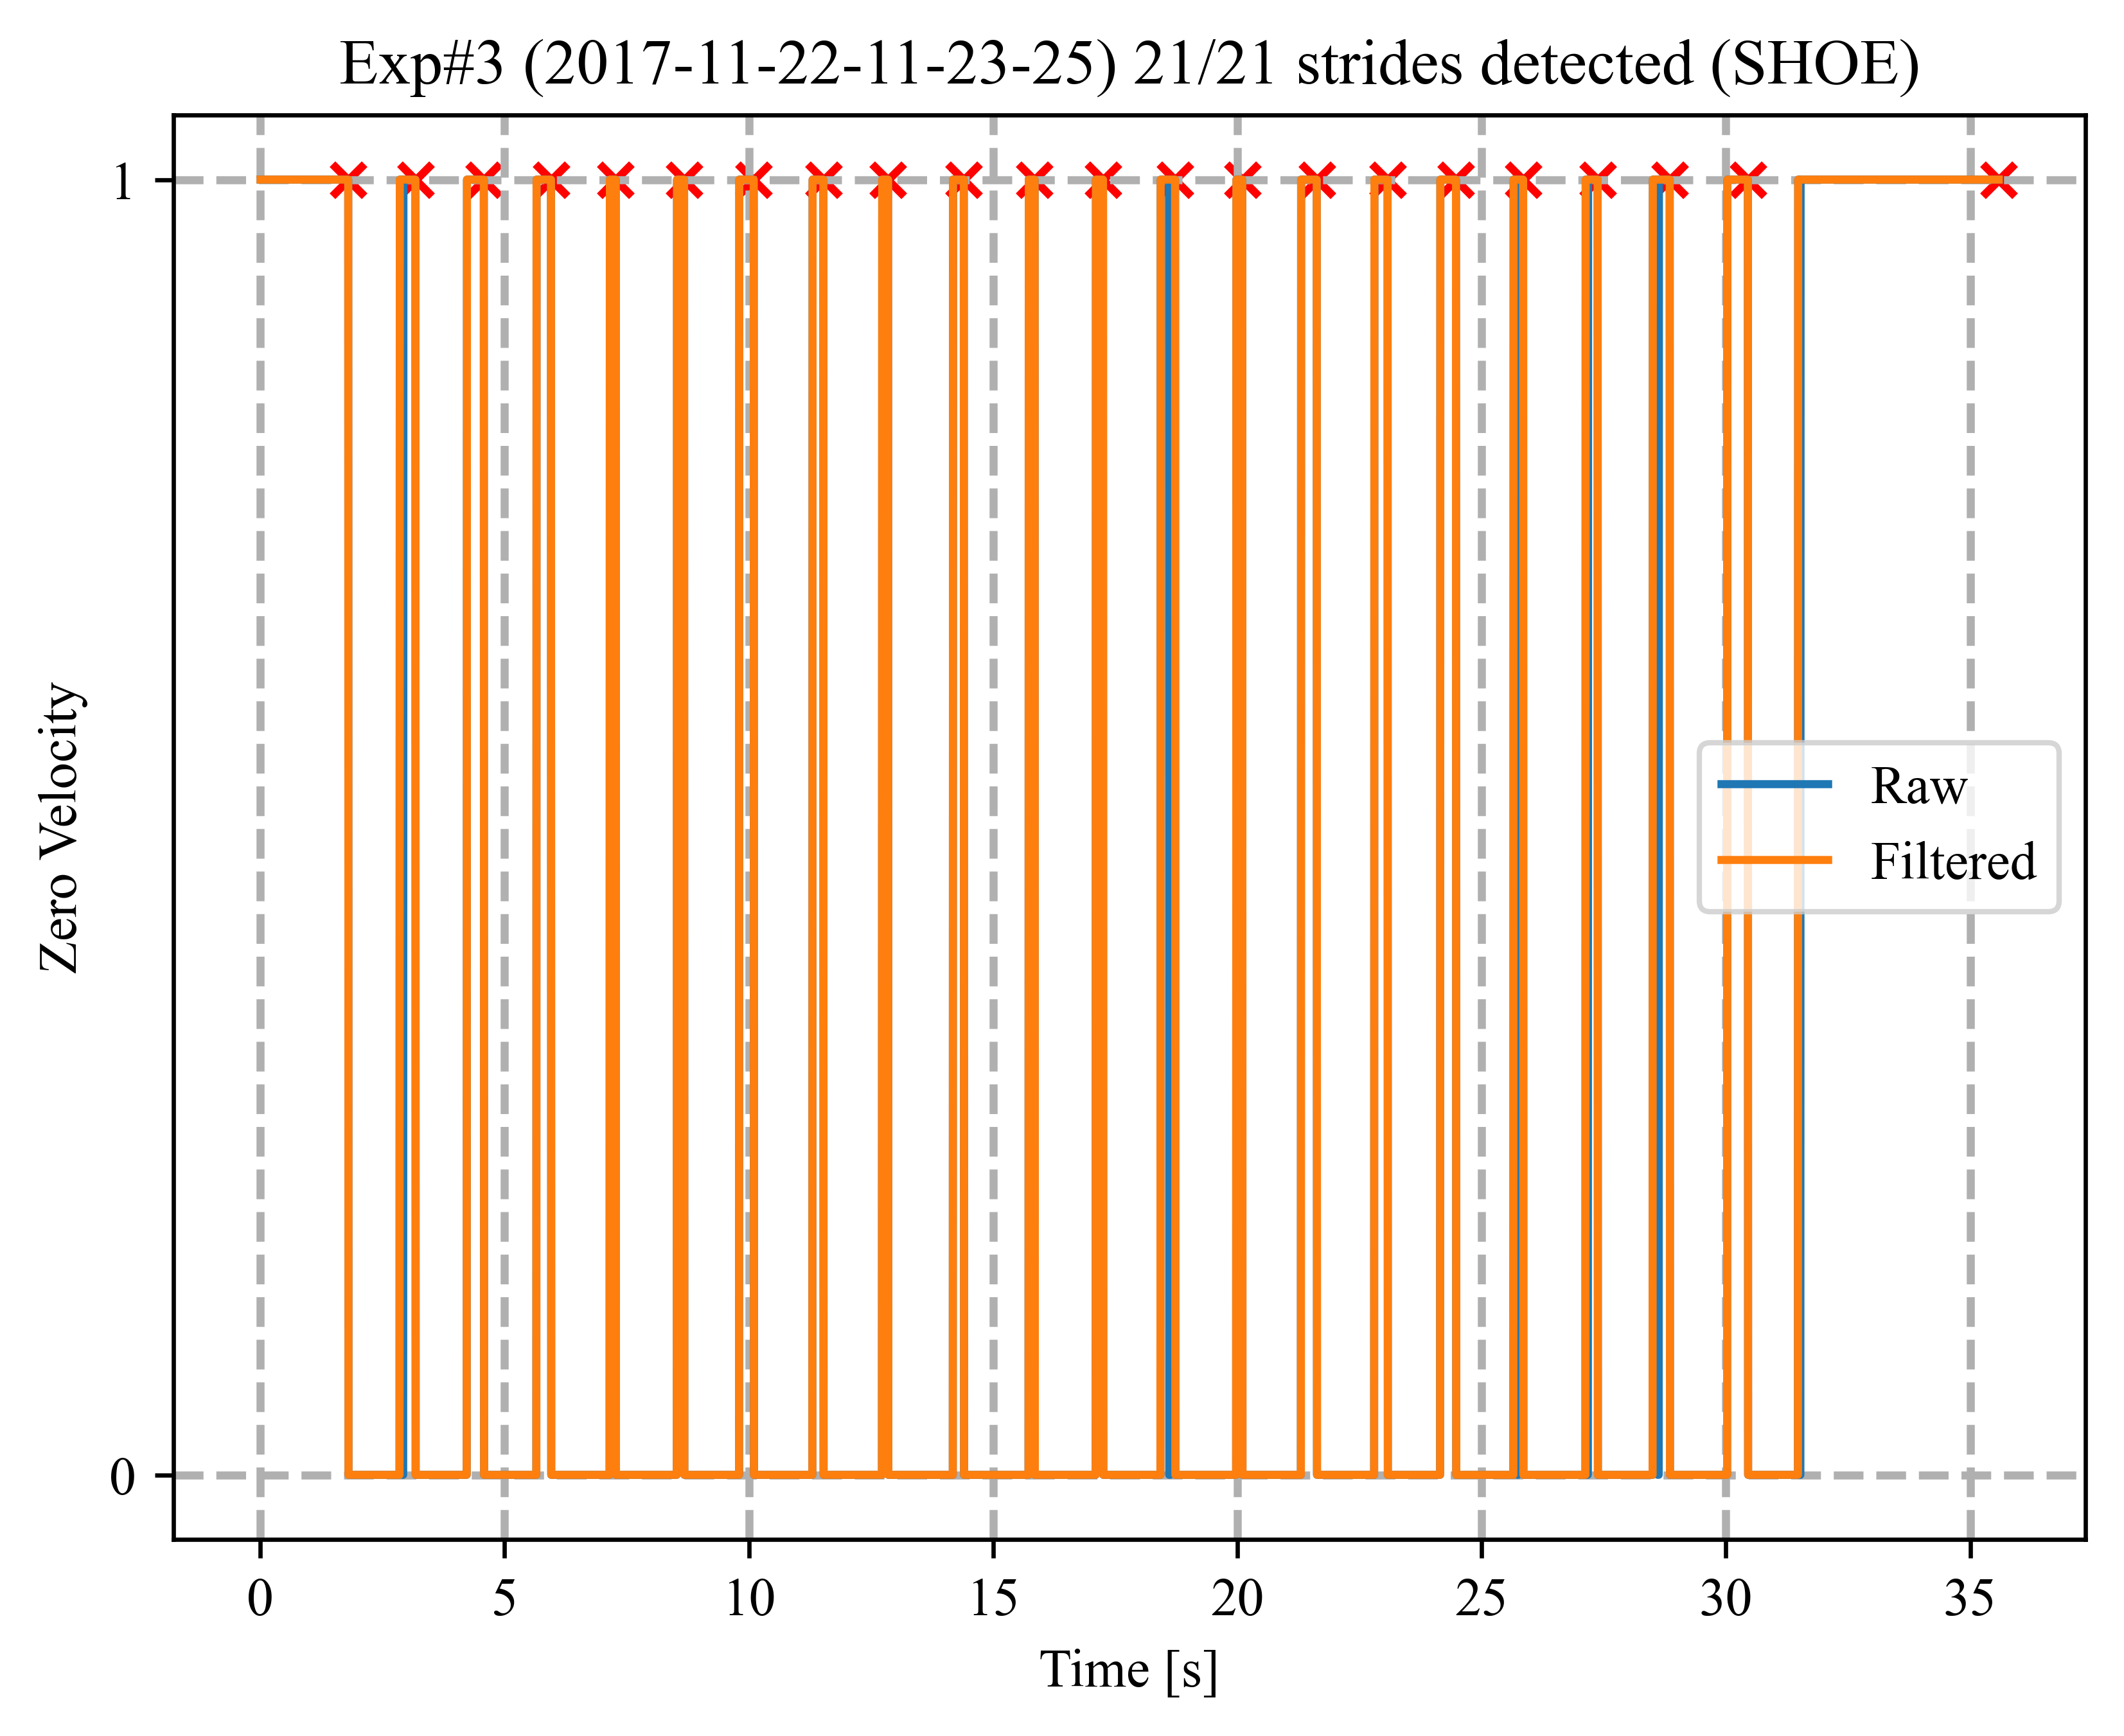 Exp#3 (2017-11-22-11-23-25) 21/21 strides detected (SHOE)
1
Zero Velocity
Raw
Filtered
0
0 5 10 15 20 25 30 35
Time [s]